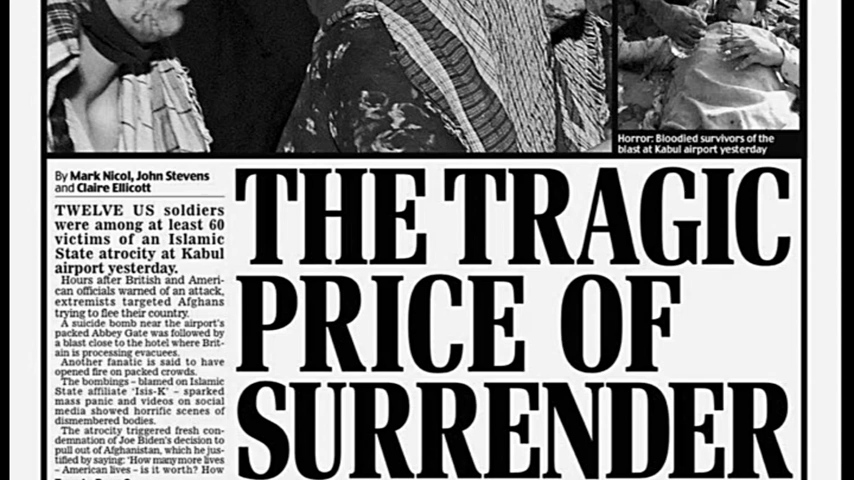 Horror: Bloodied survivors of the
blast at Kabul airport yesterday
By Mark Nicol, John Stevens
and Claire Ellicott
TWELVE US soldiers
were among at least 60
victims of an Islamic
State atrocity at Kabul
airport yesterday.
Hours after British and Ameri-
can officials warned of an attack,
extremists targeted Afghans
trying to flee their country.
A suicide bomb near the airport's
packed Abbey Gate was followed by
a blast close to the hotel where Brit-
ain is processing evacuees.
Another fanatic is said to have
opened fire on packed crowds.
The bombings – blamed on Islamic
State affiliate 'Isis-K' – sparked
mass panic and videos on social
media showed horrific scenes of
dismembered bodies.
The atrocity triggered fresh con-
demnation of Joe Biden's decision to
pull out of Afghanistan, which he jus-
tified by saying: 'How many more lives
– American lives – is it worth? How
THE TRAGIC
PRICE OF
SURRENDER